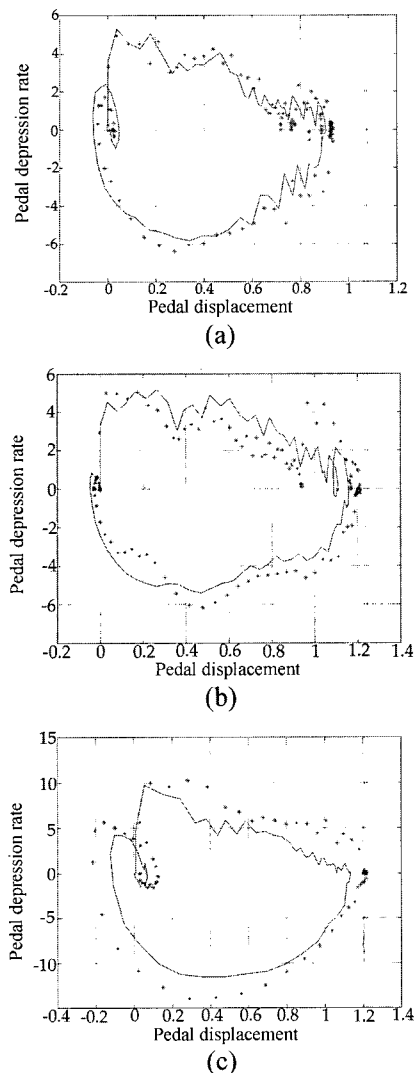 6
4
2
0
-2
-4
-6
-8
-0.2 0 0.2 0.4 0.6 0.8 1 1.2
Pedal depression rate
Pedal displacement
(a)
6
4
2
0
-2
-4
-6
-8
-0.2 0 0.2 0.4 0.6 0.8 1 1.2 1.4
Pedal depression rate
Pedal displacement
(b)
15
10
5
0
-5
-10
-15
-0.4 -0.2 0 0.2 0.4 0.6 0.8 1 1.2 1.4
Pedal depression rate
Pedal displacement
(c)